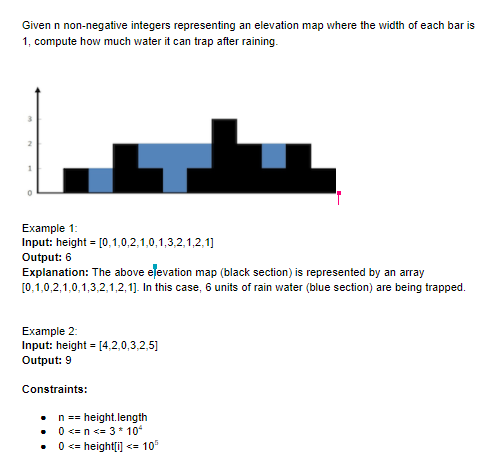 Given n non-negative integers representing an elevation map where the width of each bar is
1, compute how much water it can trap after raining.
3
2
1
0
Example 1:
Input: height = [0,1,0,2,1,0,1,3,2,1,2,1]
Output: 6
Explanation: The above elevation map (black section) is represented by an array
[0,1,0,2,1,0,1,3,2,1,2,1]. In this case, 6 units of rain water (blue section) are being trapped.
Example 2:
Input: height = [4,2,0,3,2,5]
Output: 9
Constraints:
• n == height.length
• 0 <= n <= 3 * 10⁴
• 0 <= height[i] <= 10⁵